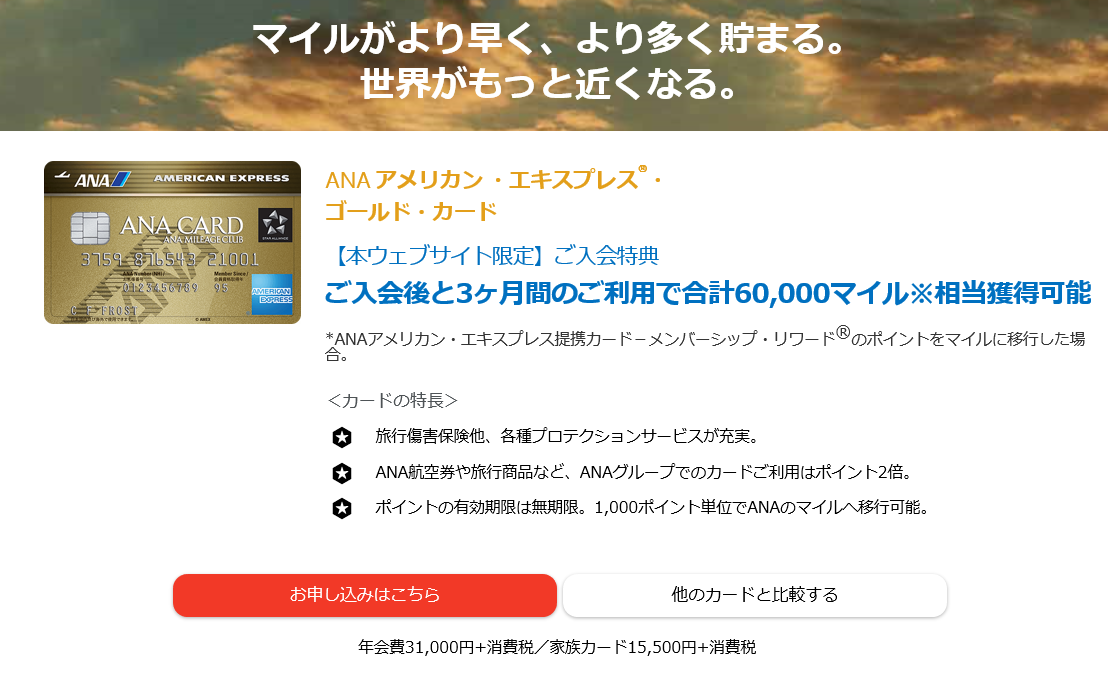 マイルがより早く、より多く貯まる。
世界がもっと近くなる。
ANA
AMERICAN EXPRESS
ANA CARD
ANA MILEAGE CLUB
STAR ALLIANCE
3759 876543 21001
ANA Number(NH)
Member Since/
0123456789 95
AMERICAN
EXPRESS
C F FROST
© AMEX
ANA アメリカン・エキスプレス®・
ゴールド・カード
【本ウェブサイト限定】ご入会特典
ご入会後と3ヶ月間のご利用で合計60,000マイル※相当獲得可能
*ANAアメリカン・エキスプレス提携カード－メンバーシップ・リワード®のポイントをマイルに移行した場
合。
＜カードの特長＞
旅行傷害保険他、各種プロテクションサービスが充実。
ANA航空券や旅行商品など、ANAグループでのカードご利用はポイント2倍。
ポイントの有効期限は無期限。1,000ポイント単位でANAのマイルへ移行可能。
お申し込みはこちら
他のカードと比較する
年会費31,000円+消費税／家族カード15,500円+消費税